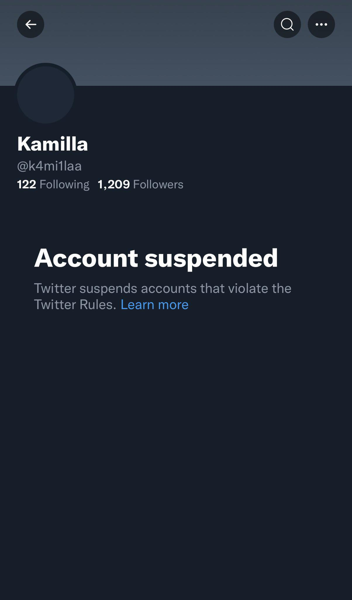 Kamilla
@k4mi1laa
122 Following 1,209 Followers
Account suspended
Twitter suspends accounts that violate the
Twitter Rules. Learn more